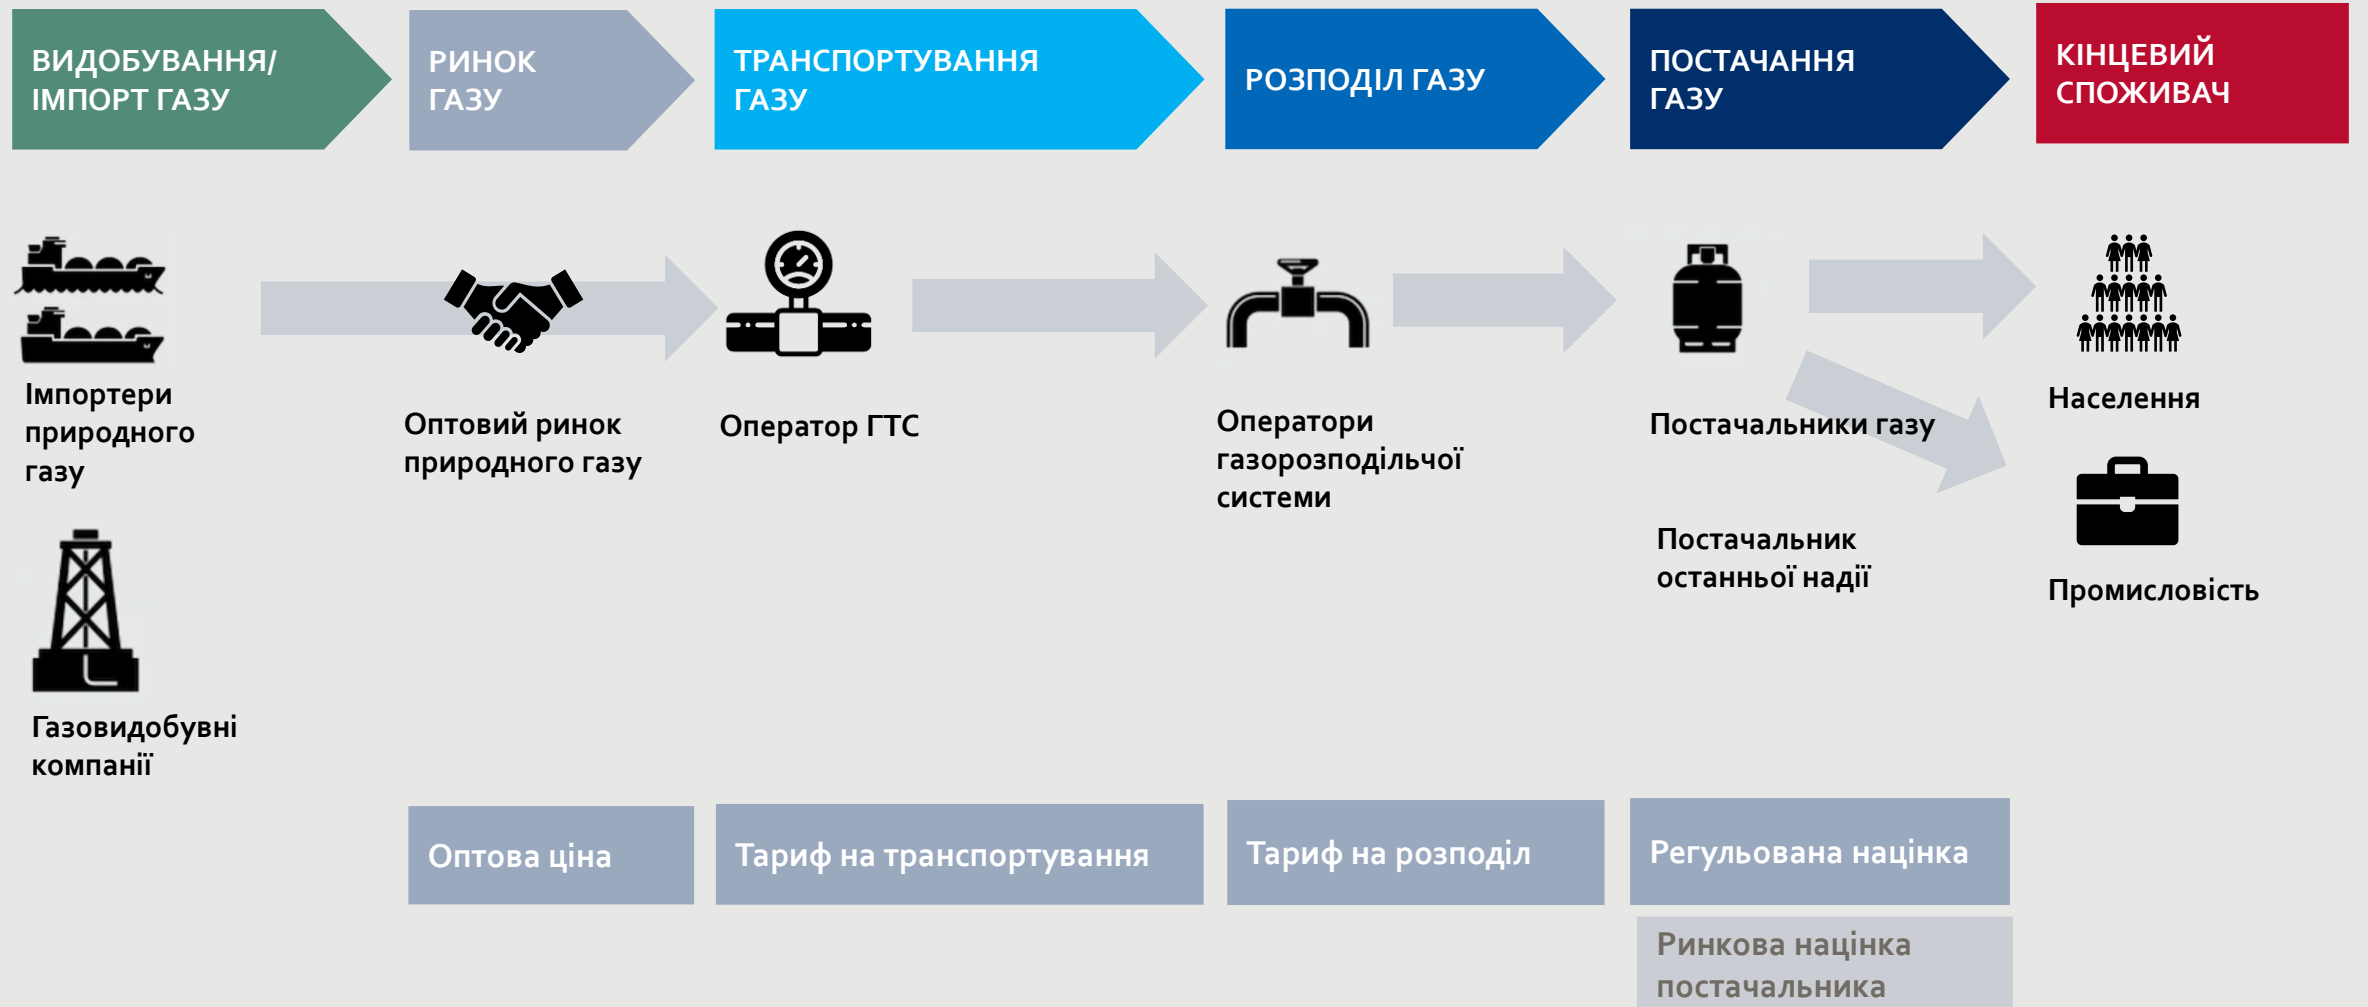 ВИДОБУВАННЯ/
ІМПОРТ ГАЗУ
РИНОК
ГАЗУ
ТРАНСПОРТУВАННЯ
ГАЗУ
РОЗПОДІЛ ГАЗУ
ПОСТАЧАННЯ
ГАЗУ
КІНЦЕВИЙ
СПОЖИВАЧ
Імпортери
природного
газу
Газовидобувні
компанії
Оптовий ринок
природного газу
Оператор ГТС
Оператори
газорозподільчої
системи
Постачальники газу
Постачальник
останньої надії
Населення
Промисловість
Оптова ціна
Тариф на транспортування
Тариф на розподіл
Регульована націнка
Ринкова націнка
постачальника